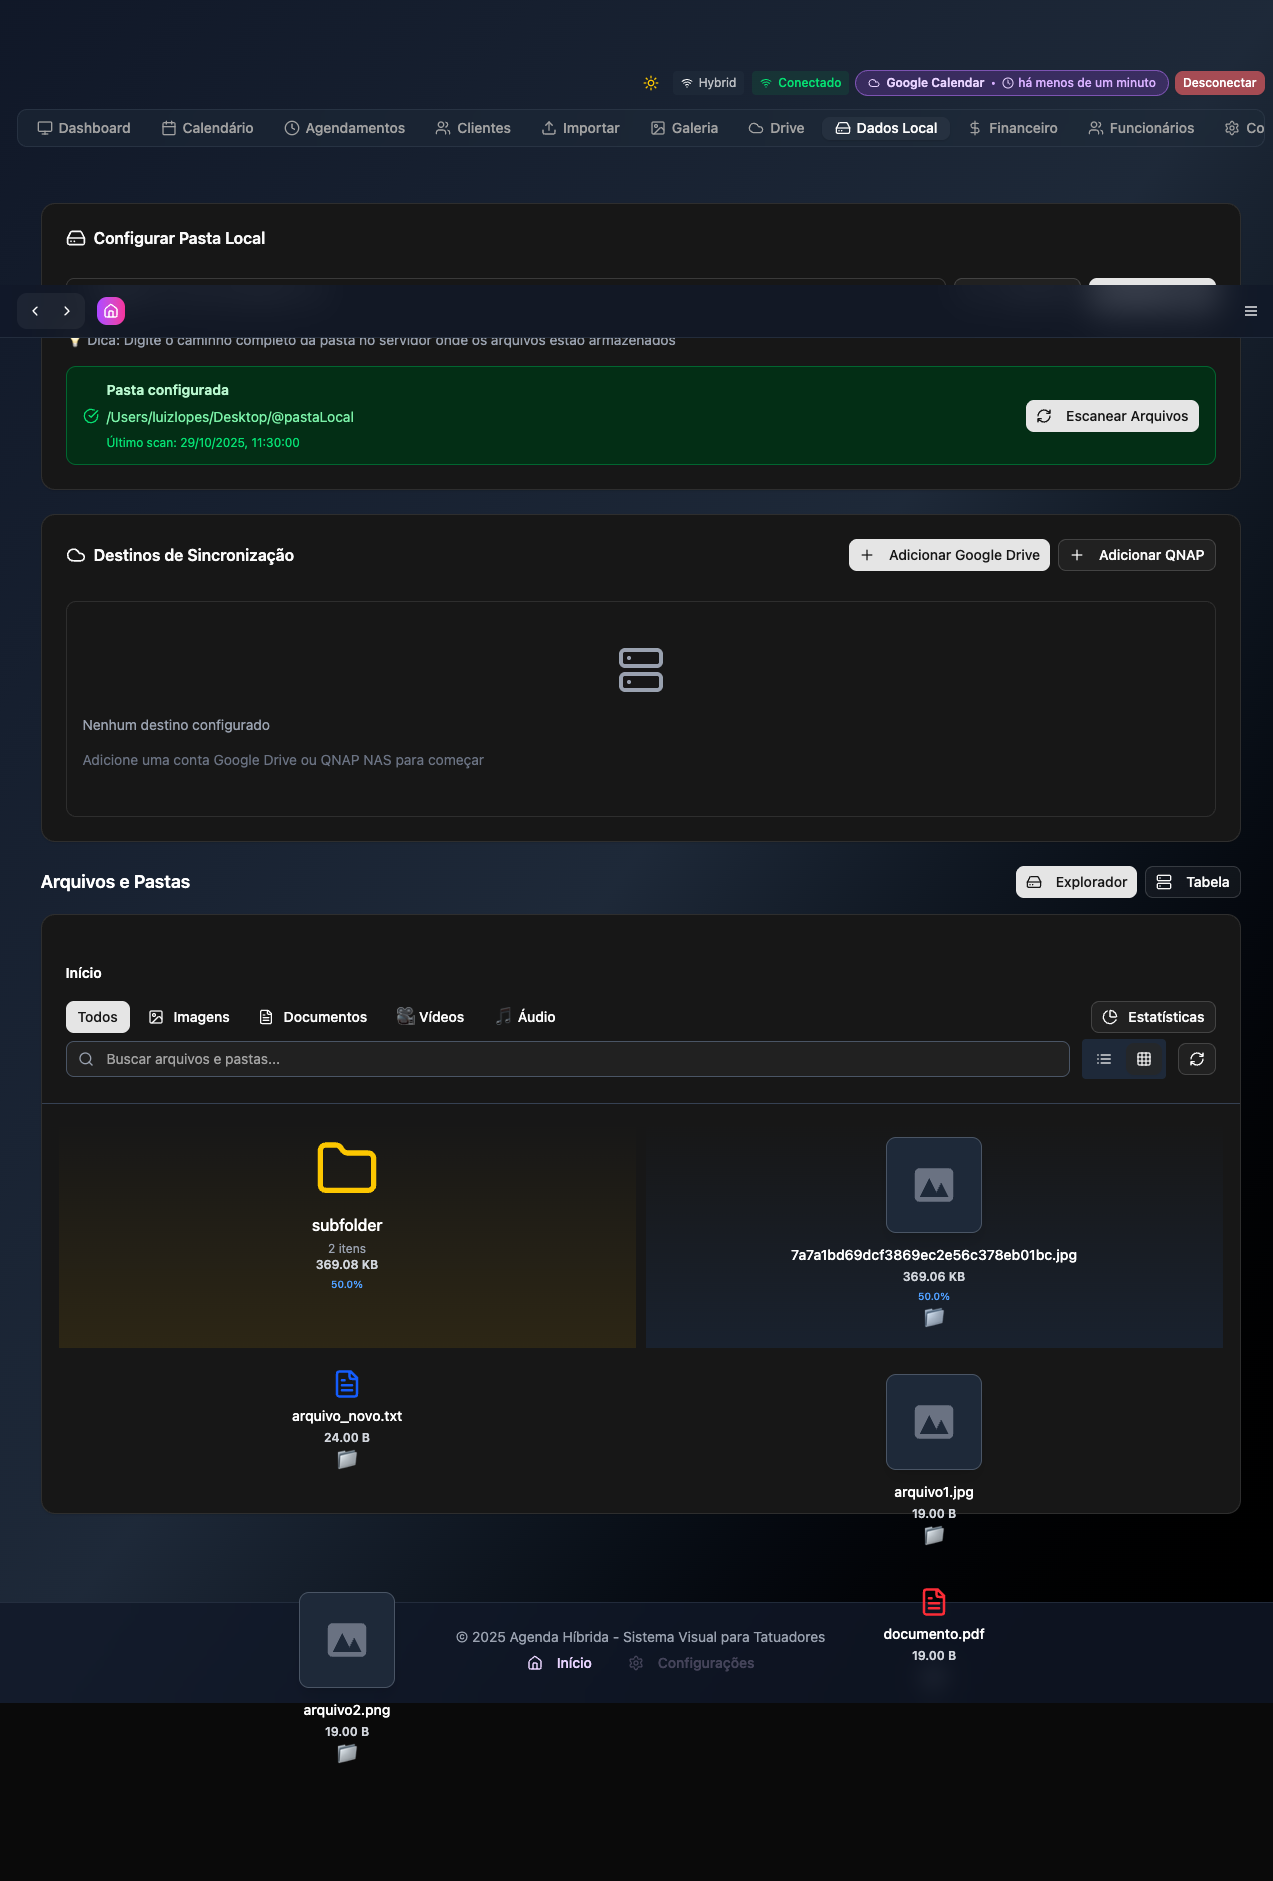 Hybrid
Conectado
Google Calendar • há menos de um minuto
Desconectar
Dashboard
Calendário
Agendamentos
Clientes
Importar
Galeria
Drive
Dados Local
Financeiro
Funcionários
Co
Configurar Pasta Local
Dica: Digite o caminho completo da pasta no servidor onde os arquivos estão armazenados
Pasta configurada
/Users/luizlopes/Desktop/@pastaLocal
Último scan: 29/10/2025, 11:30:00
Escanear Arquivos
Destinos de Sincronização
Adicionar Google Drive
Adicionar QNAP
Nenhum destino configurado
Adicione uma conta Google Drive ou QNAP NAS para começar
Arquivos e Pastas
Explorador
Tabela
Início
Todos
Imagens
Documentos
Vídeos
Áudio
Estatísticas
Buscar arquivos e pastas...
subfolder
2 itens
369.08 KB
50.0%
7a7a1bd69dcf3869ec2e56c378eb01bc.jpg
369.06 KB
50.0%
arquivo_novo.txt
24.00 B
arquivo1.jpg
19.00 B
documento.pdf
19.00 B
© 2025 Agenda Híbrida - Sistema Visual para Tatuadores
Início
Configurações
arquivo2.png
19.00 B